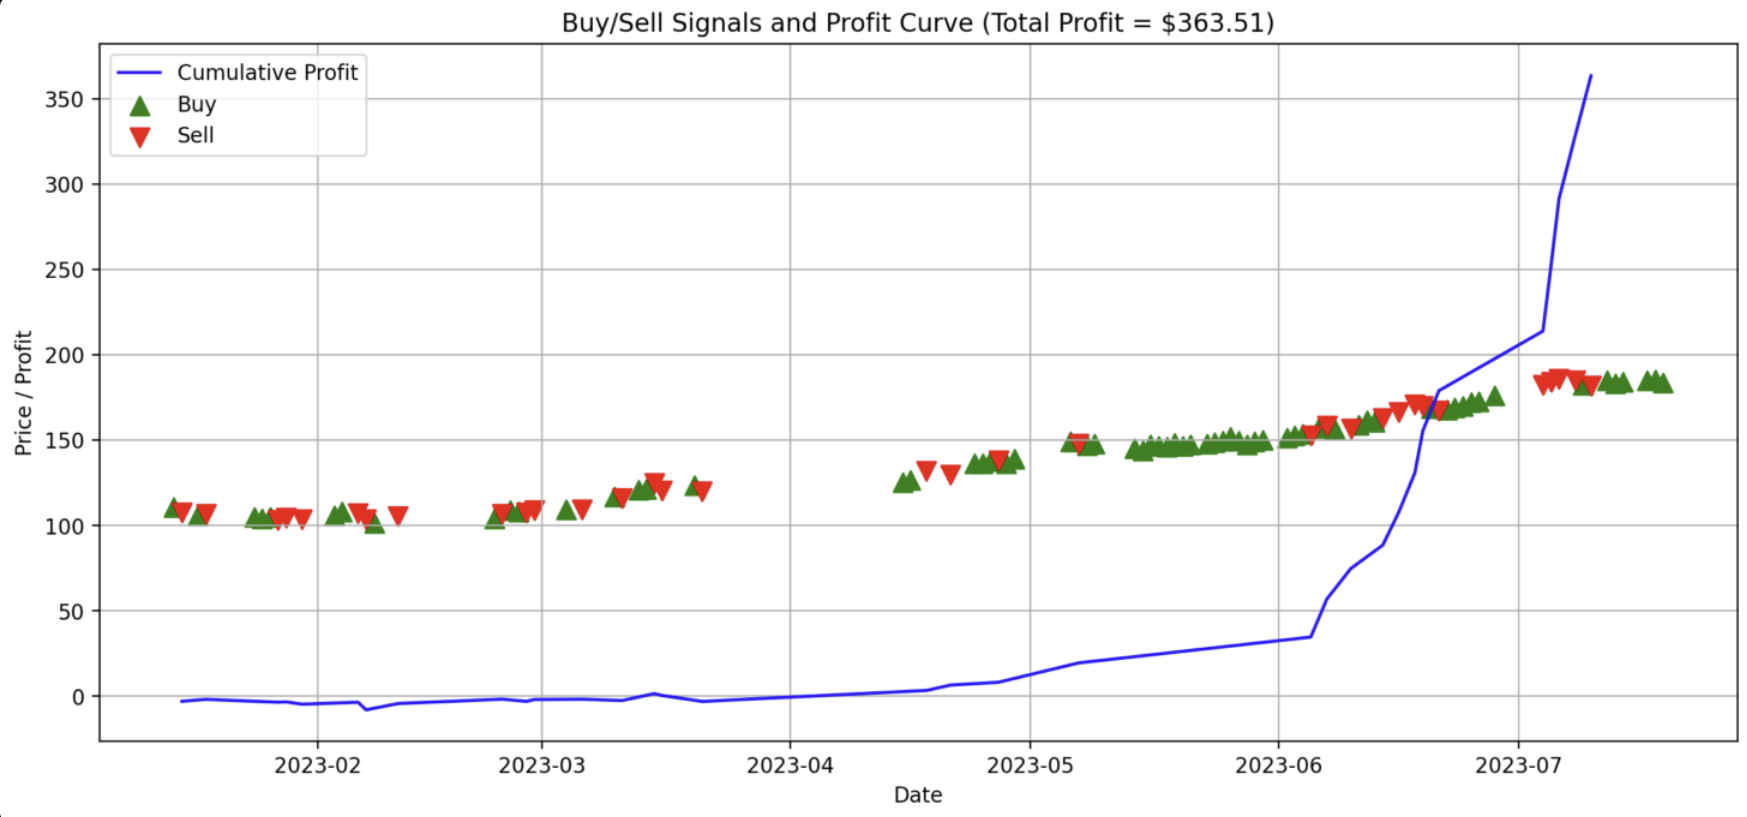 Buy/Sell Signals and Profit Curve (Total Profit = $363.51)
Cumulative Profit
Buy
Sell
350
300
250
200
150
100
50
0
Price / Profit
2023-02
2023-03
2023-04
2023-05
2023-06
2023-07
Date